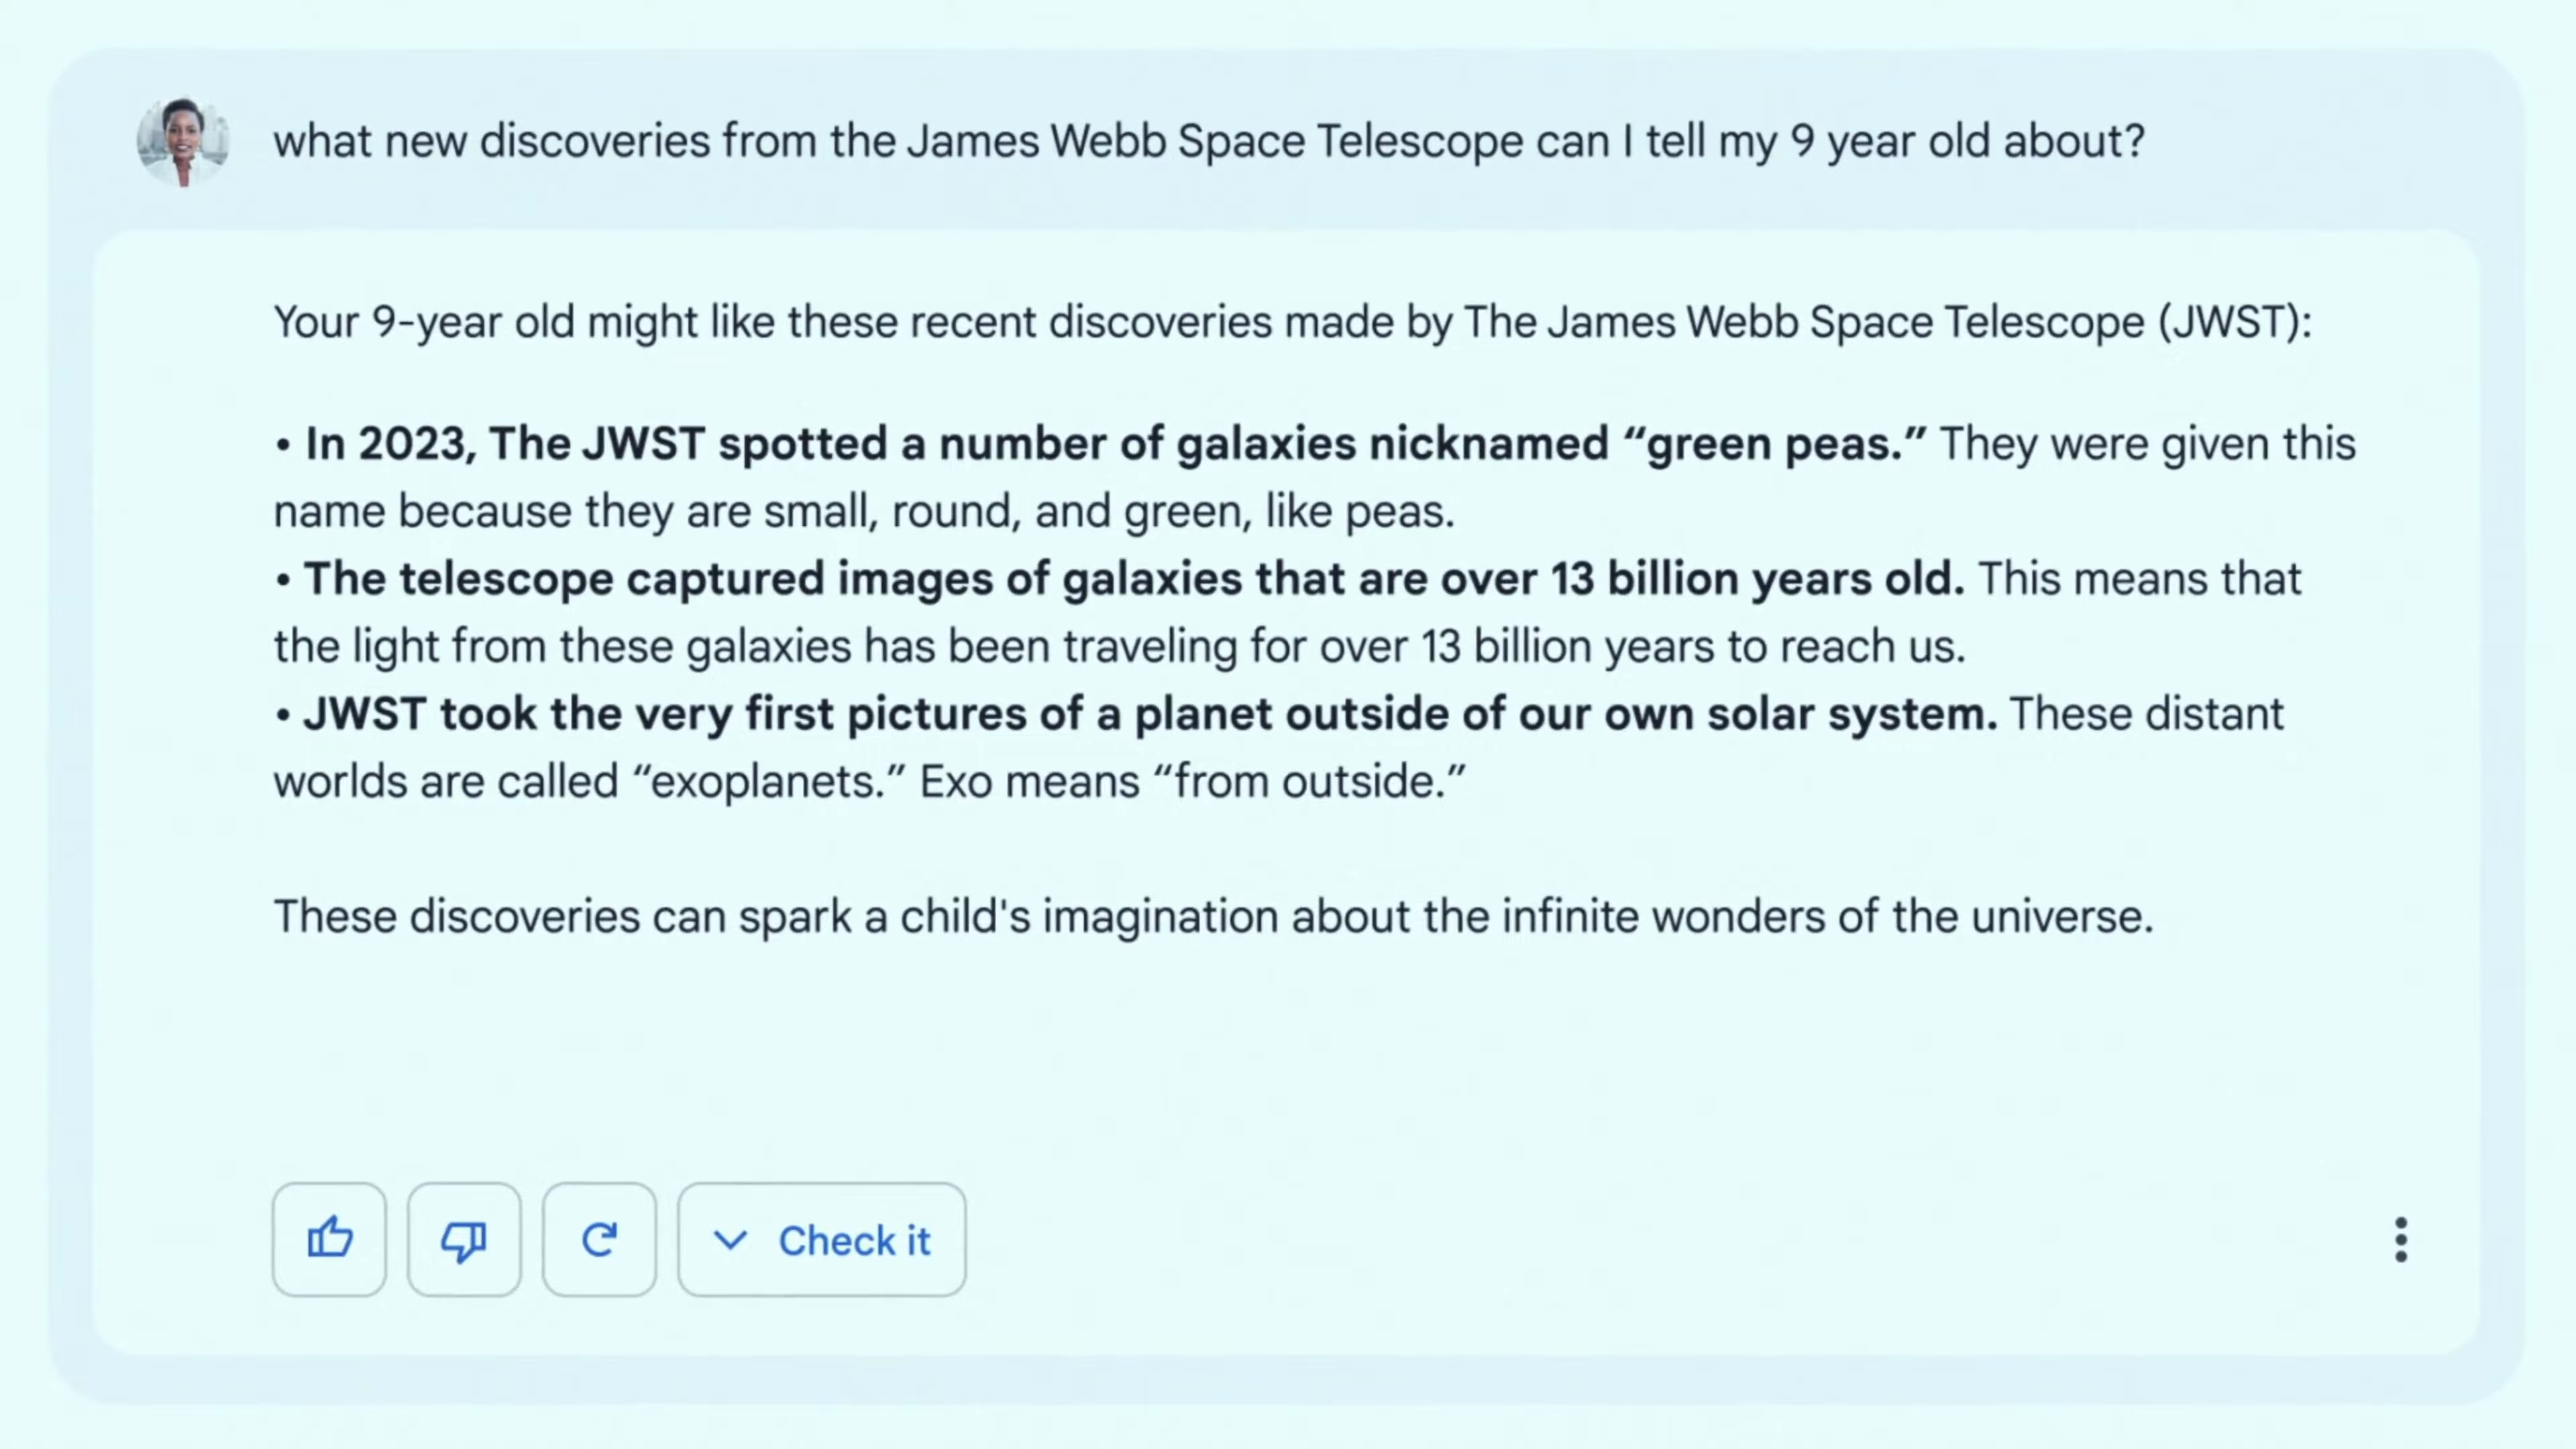 what new discoveries from the James Webb Space Telescope can I tell my 9 year old about?
Your 9-year old might like these recent discoveries made by The James Webb Space Telescope (JWST):
• In 2023, The JWST spotted a number of galaxies nicknamed “green peas.” They were given this
name because they are small, round, and green, like peas.
• The telescope captured images of galaxies that are over 13 billion years old. This means that
the light from these galaxies has been traveling for over 13 billion years to reach us.
• JWST took the very first pictures of a planet outside of our own solar system. These distant
worlds are called “exoplanets.” Exo means “from outside.”
These discoveries can spark a child's imagination about the infinite wonders of the universe.
Check it